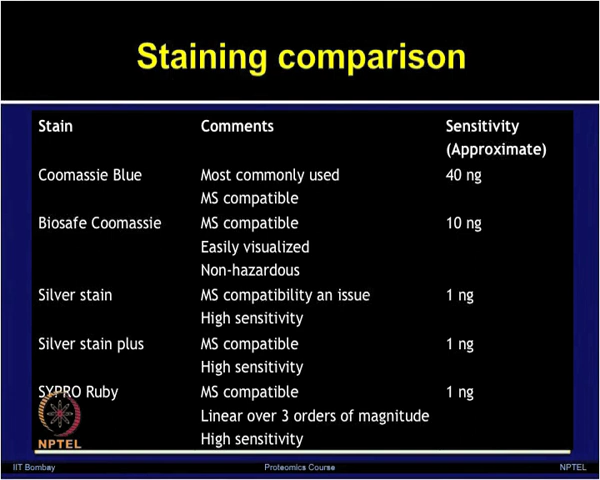 Staining comparison
Stain Comments Sensitivity
(Approximate)
Coomassie Blue Most commonly used 40 ng
MS compatible
Biosafe Coomassie MS compatible 10 ng
Easily visualized
Non-hazardous
Silver stain MS compatibility an issue 1 ng
High sensitivity
Silver stain plus MS compatible 1 ng
High sensitivity
SYPRO Ruby MS compatible 1 ng
Linear over 3 orders of magnitude
NPTEL High sensitivity
IIT Bombay Proteomics Course NPTEL